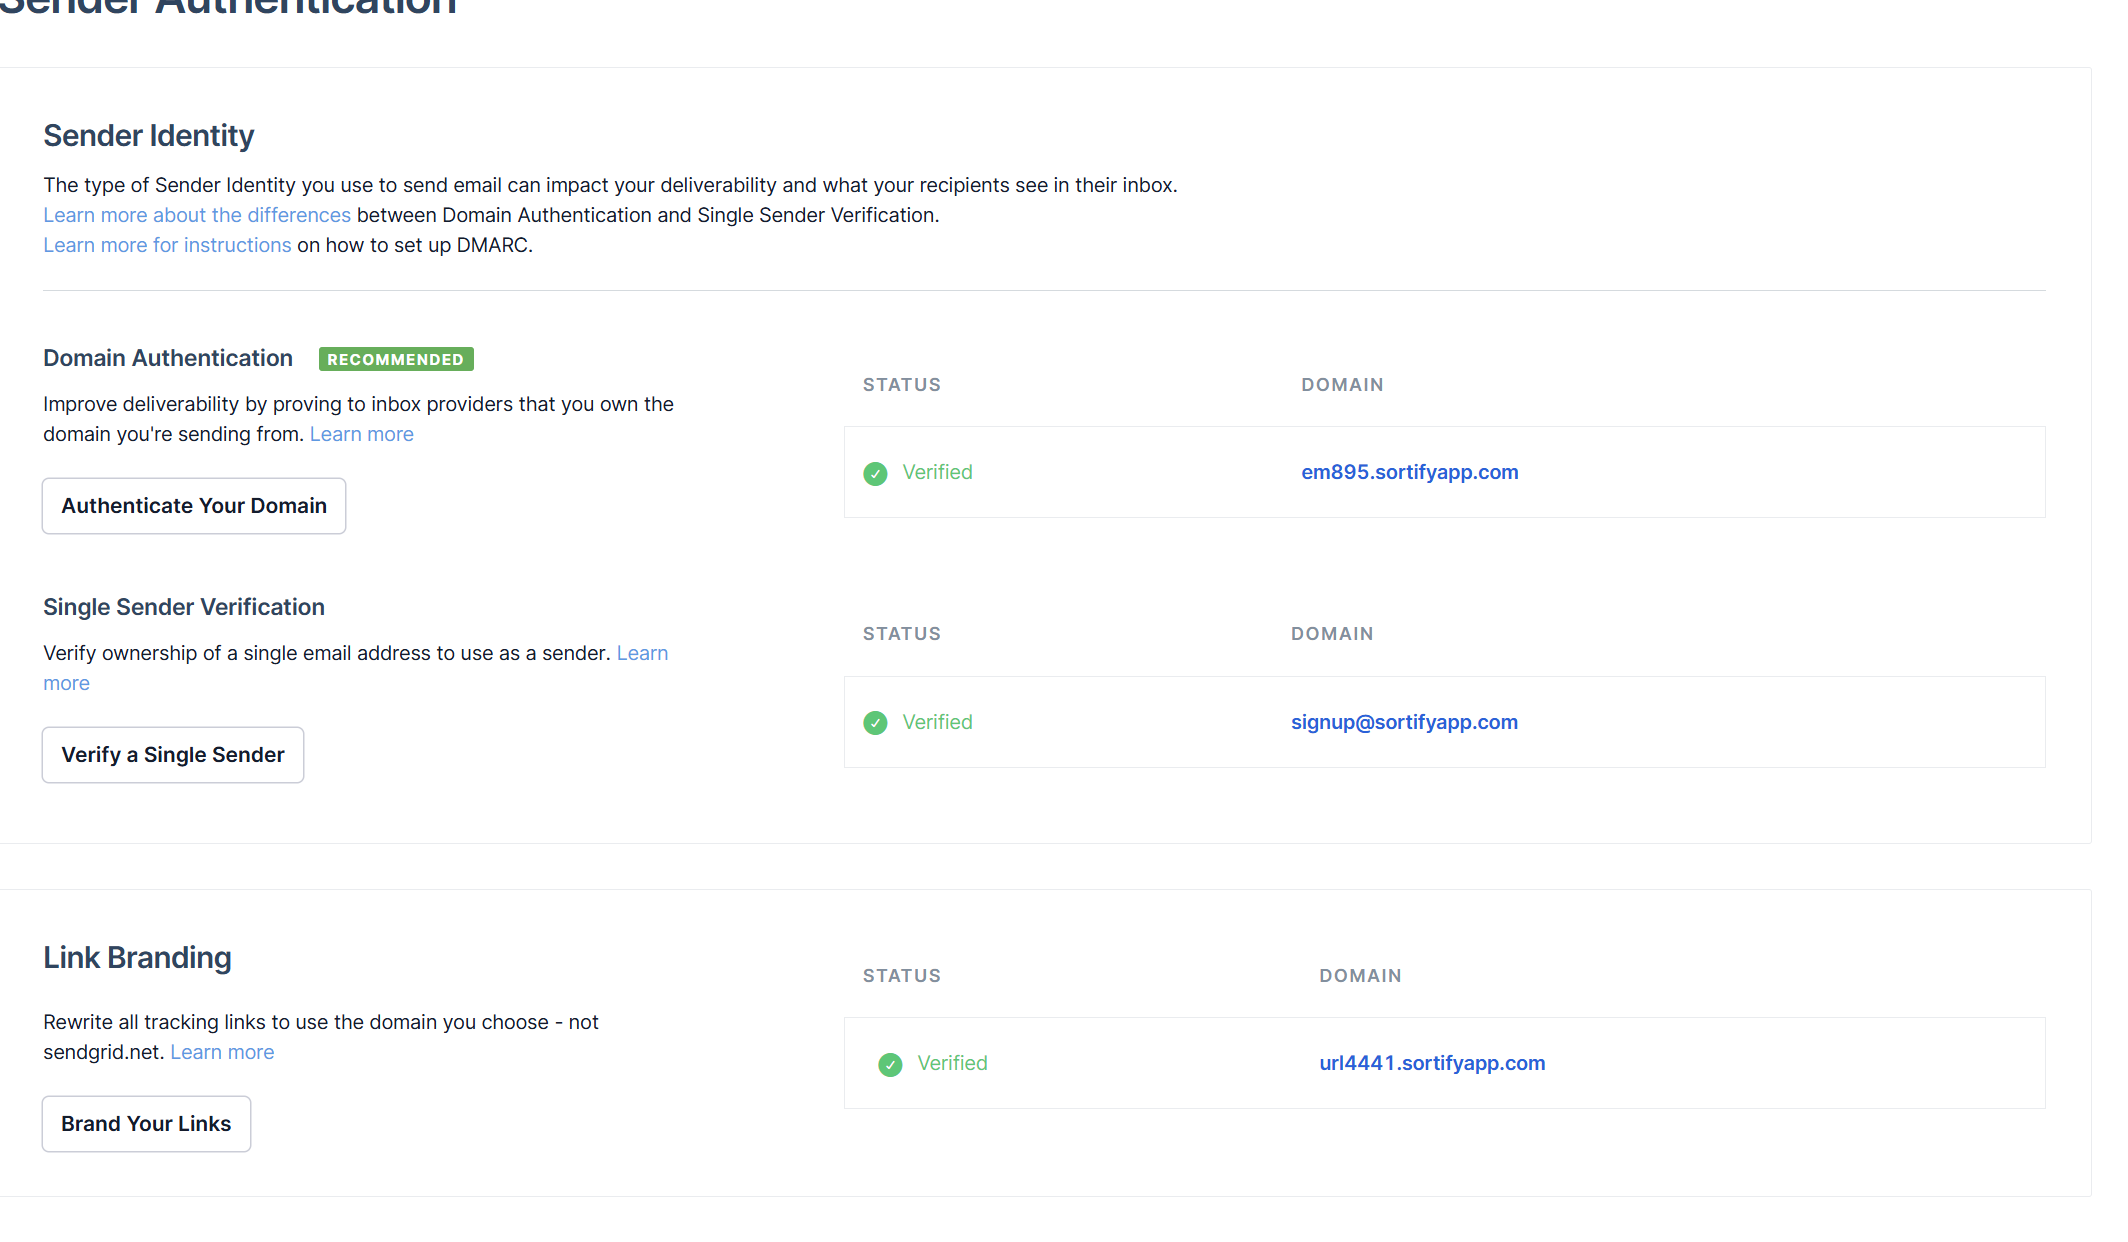 Sender Authentication
Sender Identity
The type of Sender Identity you use to send email can impact your deliverability and what your recipients see in their inbox.
Learn more about the differences between Domain Authentication and Single Sender Verification.
Learn more for instructions on how to set up DMARC.
Domain Authentication RECOMMENDED
Improve deliverability by proving to inbox providers that you own the
domain you're sending from. Learn more
Authenticate Your Domain
STATUS DOMAIN
Verified em895.sortifyapp.com
Single Sender Verification
Verify ownership of a single email address to use as a sender. Learn
more
Verify a Single Sender
STATUS DOMAIN
Verified signup@sortifyapp.com
Link Branding
Rewrite all tracking links to use the domain you choose - not
sendgrid.net. Learn more
Brand Your Links
STATUS DOMAIN
Verified url4441.sortifyapp.com